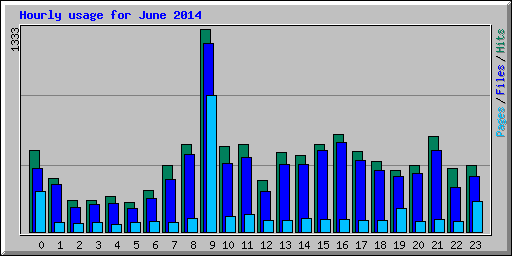 Hourly usage for June 2014
1333
Pages / Files / Hits
0 1 2 3 4 5 6 7 8 9 10 11 12 13 14 15 16 17 18 19 20 21 22 23